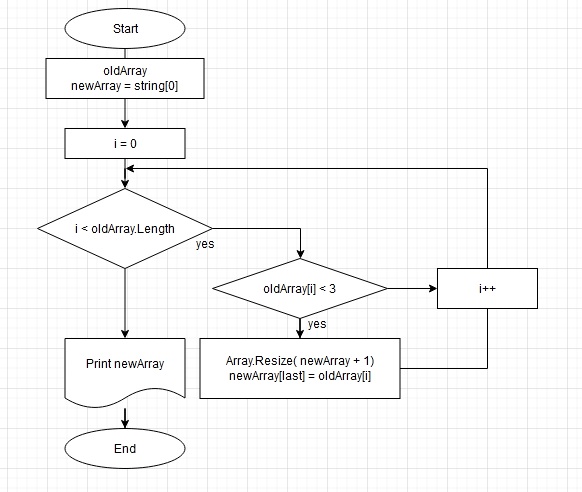 Start
oldArray
newArray = string[0]
i = 0
i < oldArray.Length
yes
oldArray[i] < 3
i++
yes
Array.Resize( newArray + 1)
newArray[last] = oldArray[i]
Print newArray
End